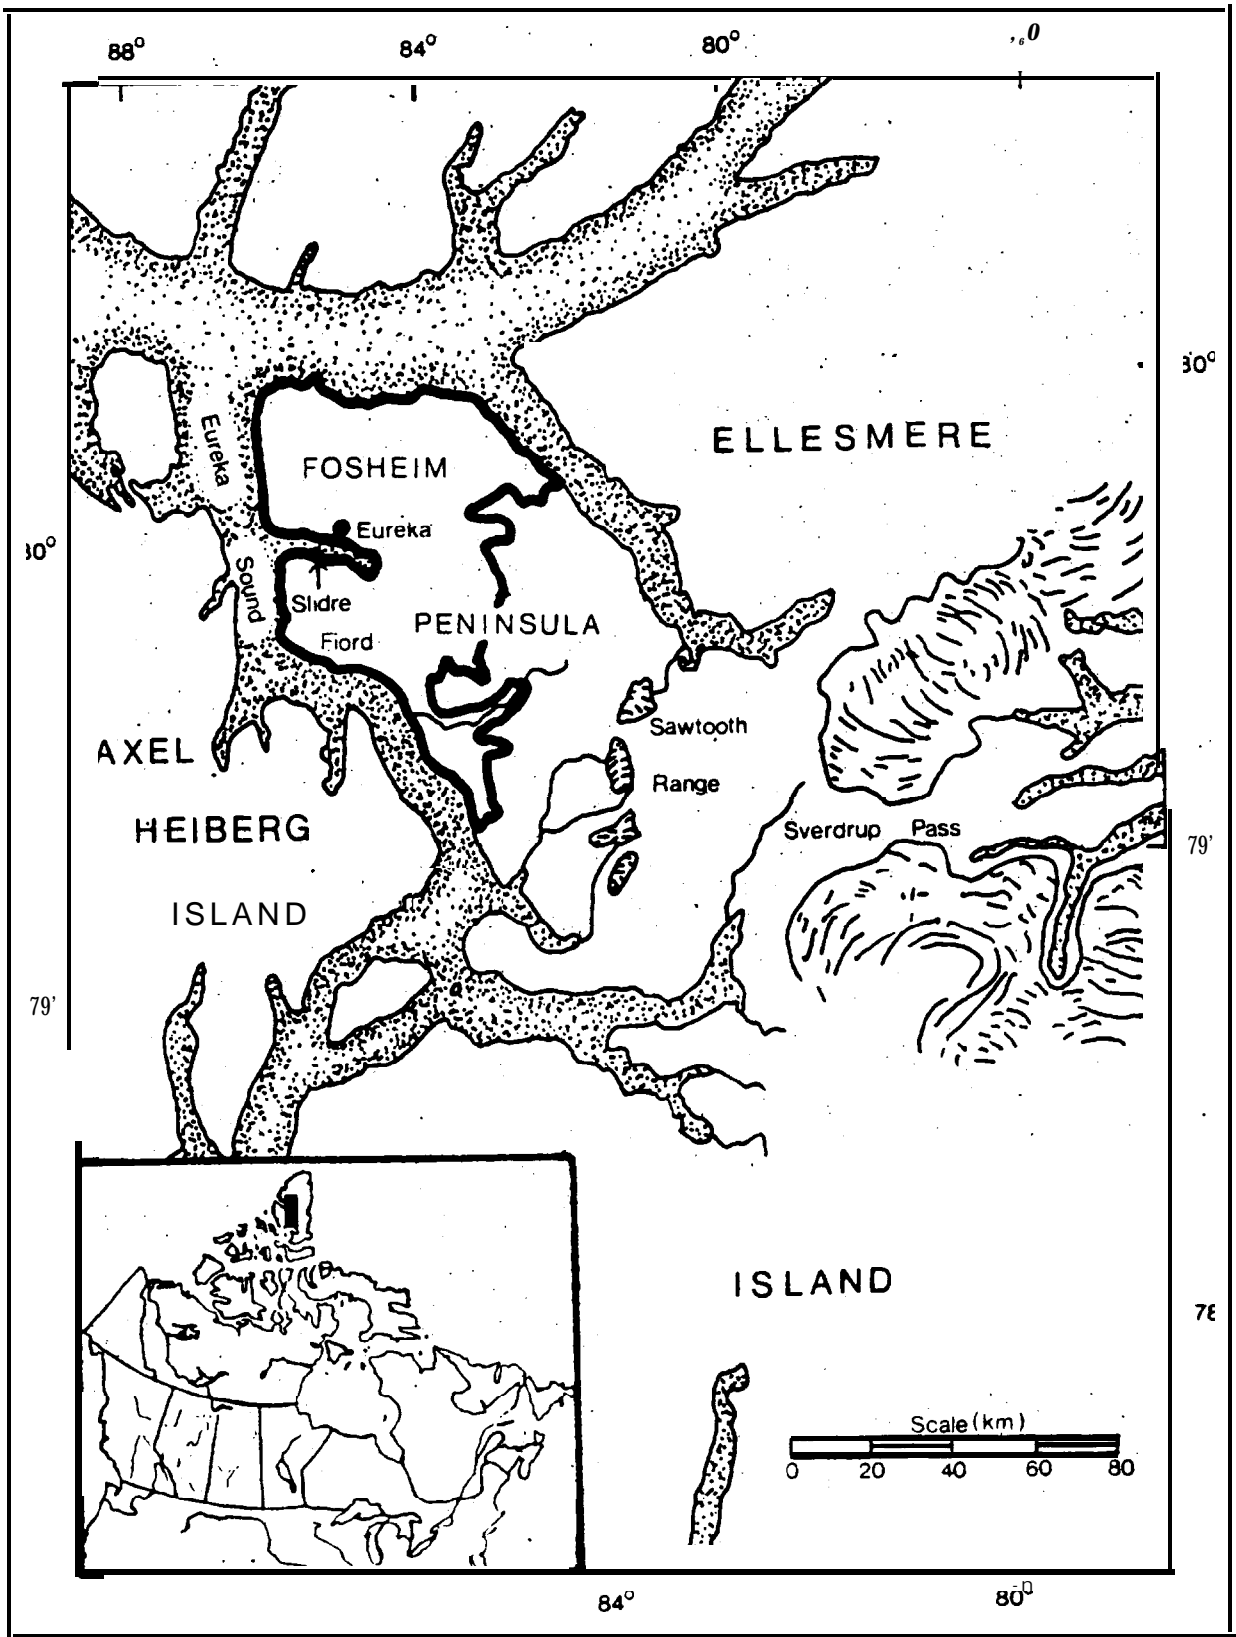 88° 84° 80°
80°
ELLESMERE
Eureka
FOSHEIM
Eureka
Sound
Slidre
PENINSULA
Fiord
Sawtooth
AXEL
Range
HEIBERG
Sverdrup Pass
79'
ISLAND
79'
ISLAND
78
Scale (km)
0 20 40 60 80
84° 80°